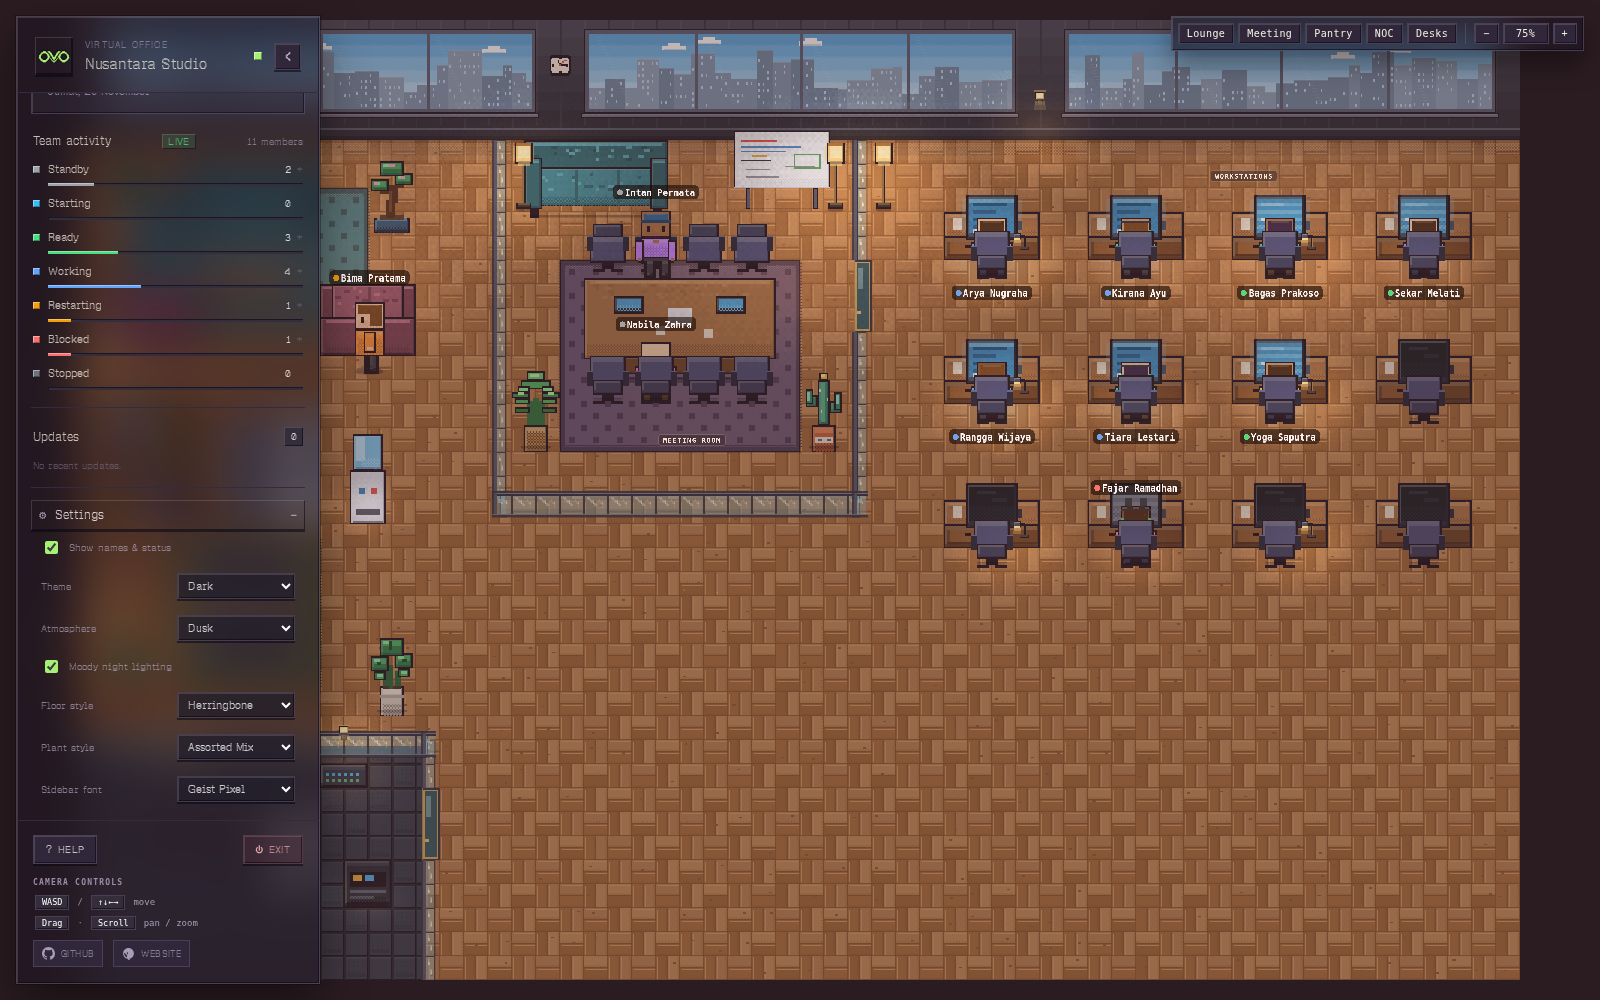 OVO
VIRTUAL OFFICE
Nusantara Studio
Team activity
LIVE
11 members
Standby
2
Starting
0
Ready
3
Working
4
Restarting
1
Blocked
1
Stopped
0
Updates
0
No recent updates.
Settings
−
Show names & status
Theme
Dark
Atmosphere
Dusk
Moody night lighting
Floor style
Herringbone
Plant style
Assorted Mix
Sidebar font
Geist Pixel
? HELP
EXIT
CAMERA CONTROLS
WASD / ↑↓←→ move
Drag · Scroll pan / zoom
GITHUB
WEBSITE
Lounge
Meeting
Pantry
NOC
Desks
−
75%
+
Intan Permata
Bima Pratama
Nabila Zahra
MEETING ROOM
WORKSTATIONS
Arya Nugraha
Kirana Ayu
Bagas Prakoso
Sekar Melati
Rangga Wijaya
Tiara Lestari
Yoga Saputra
Fajar Ramadhan